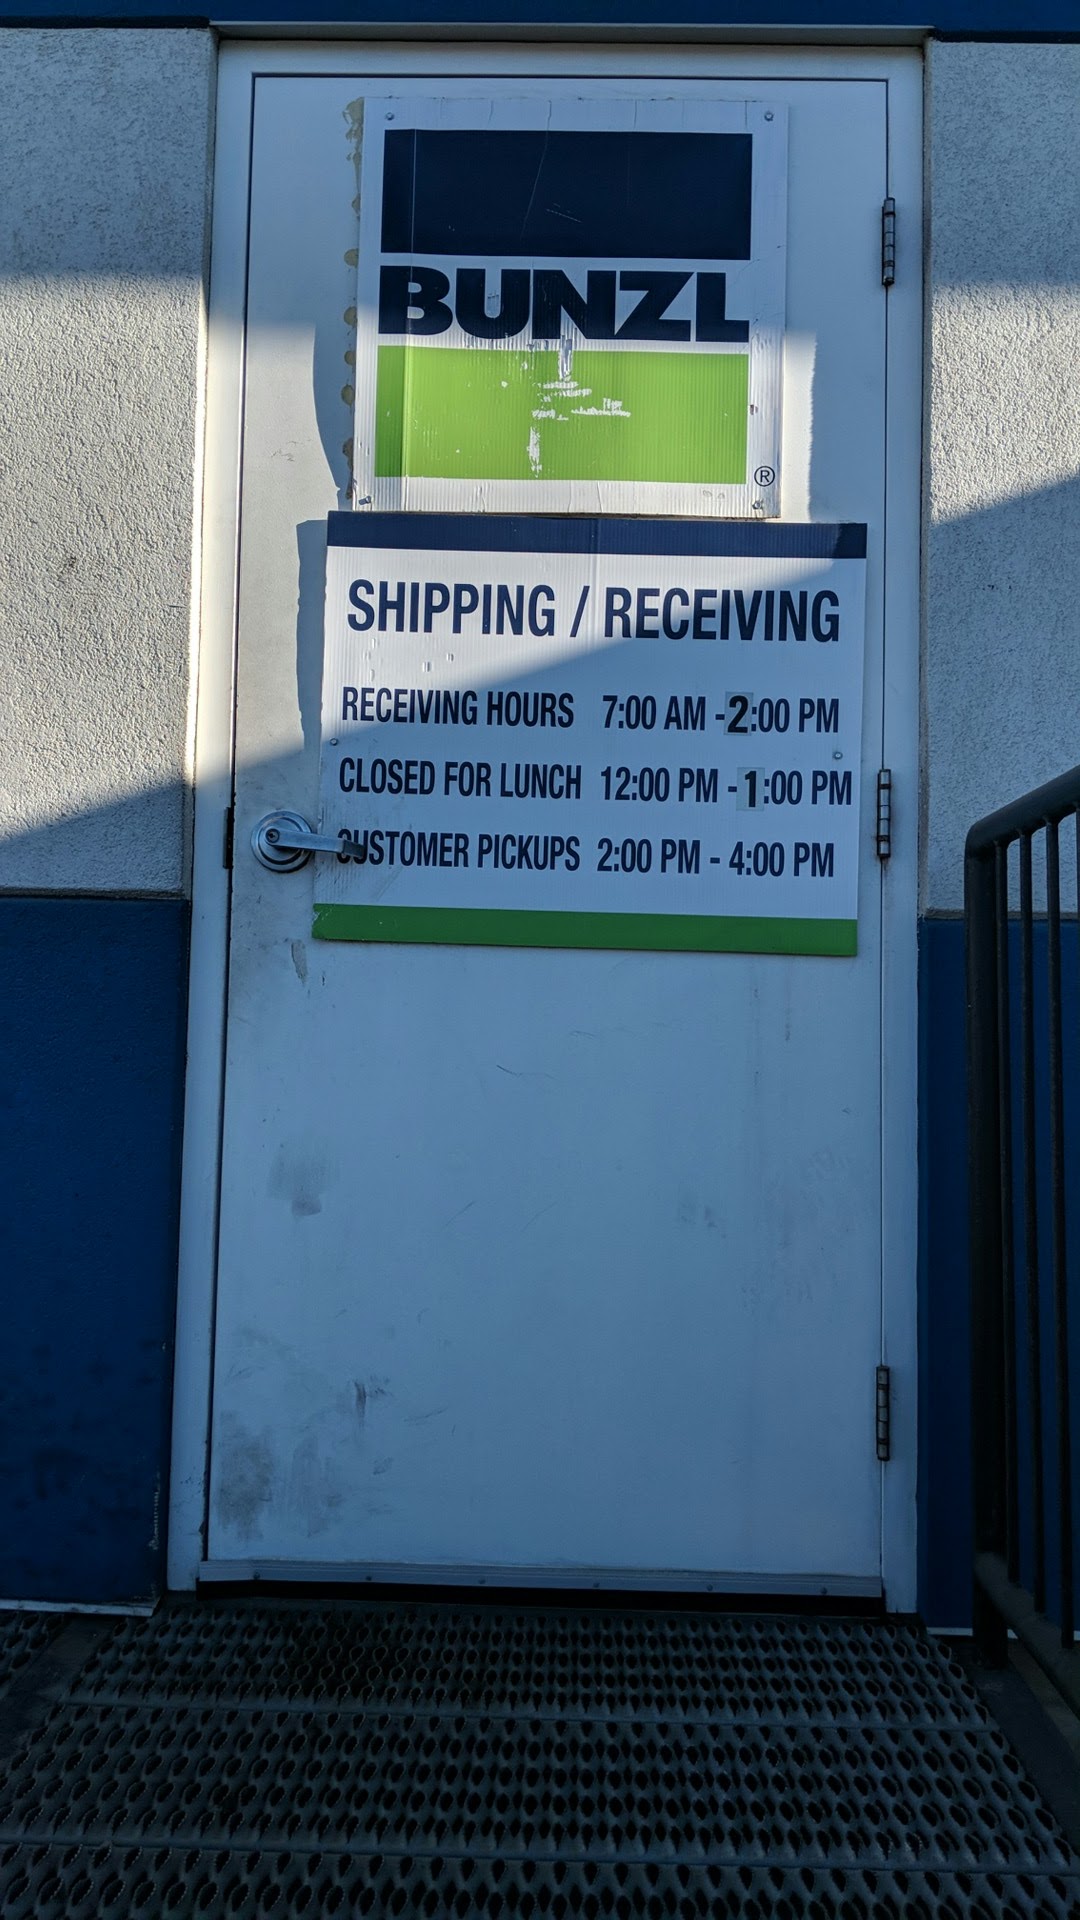 BUNZL
®
SHIPPING / RECEIVING
RECEIVING HOURS 7:00 AM - 2:00 PM
CLOSED FOR LUNCH 12:00 PM - 1:00 PM
CUSTOMER PICKUPS 2:00 PM - 4:00 PM